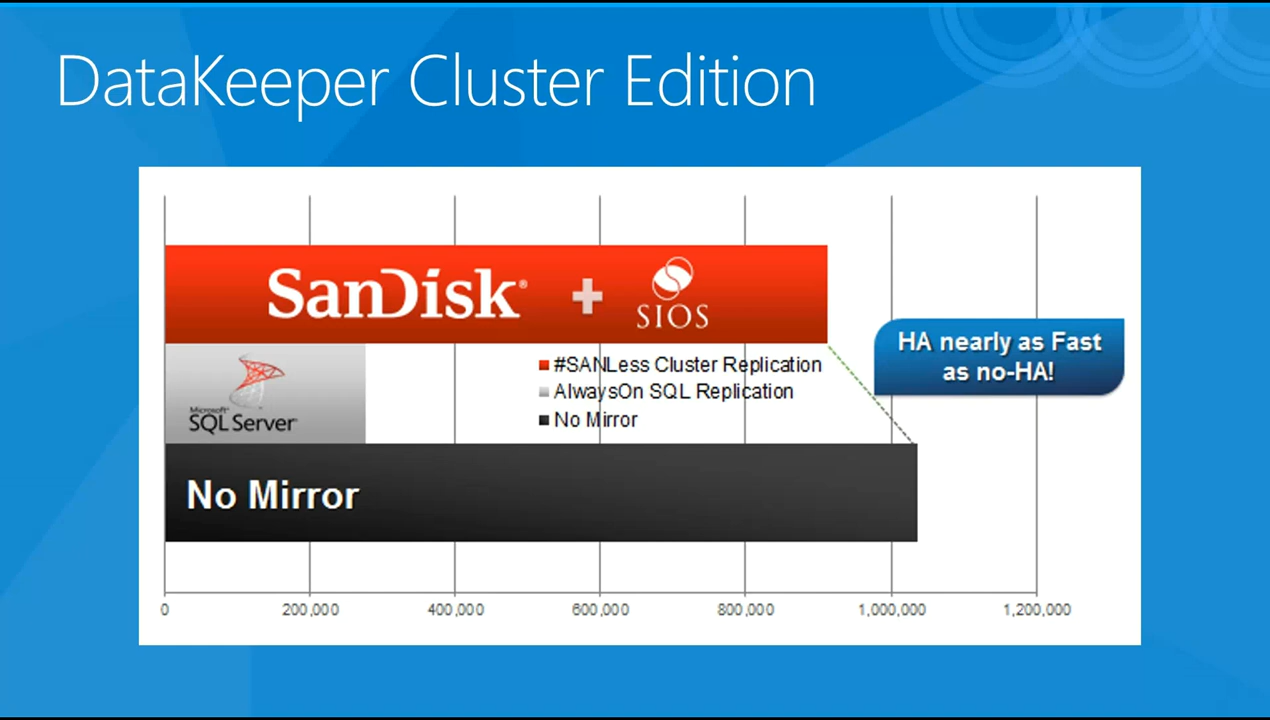 DataKeeper Cluster Edition
SanDisk® + SIOS
#SANLess Cluster Replication
AlwaysOn SQL Replication
No Mirror
HA nearly as Fast
as no-HA!
Microsoft®
SQL Server®
No Mirror
0 200,000 400,000 600,000 800,000 1,000,000 1,200,000